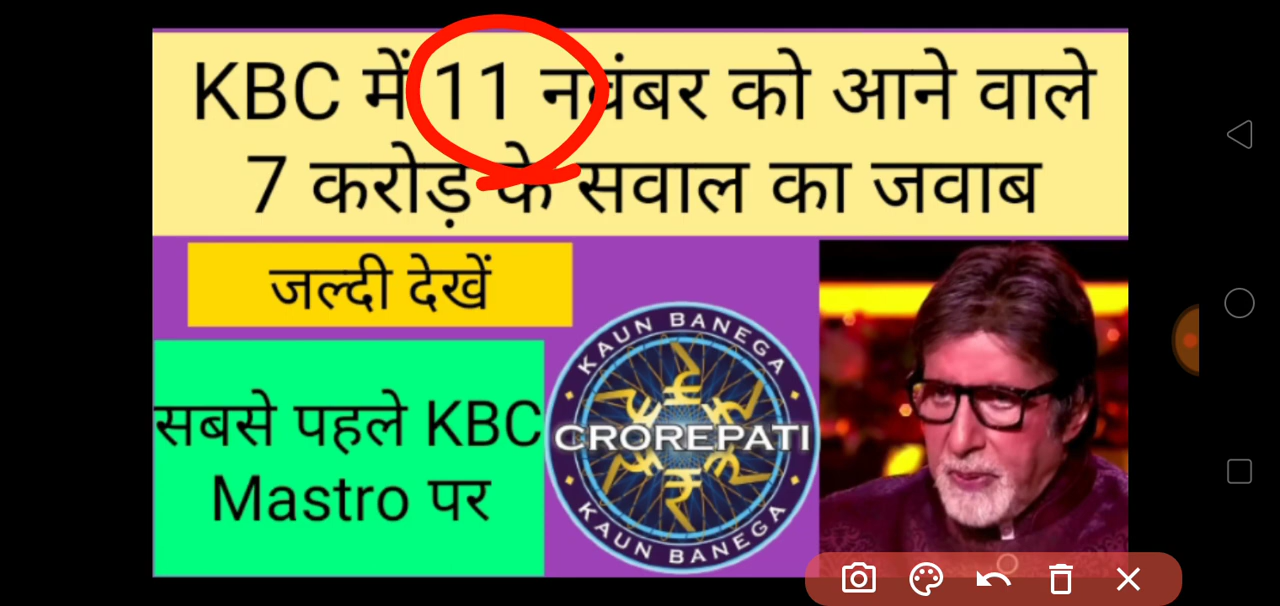 KBC में 11 नवंबर को आने वाले
7 करोड़ के सवाल का जवाब
जल्दी देखें
सबसे पहले KBC
Mastro पर
KAUN BANEGA
CROREPATI
KAUN BANEGA